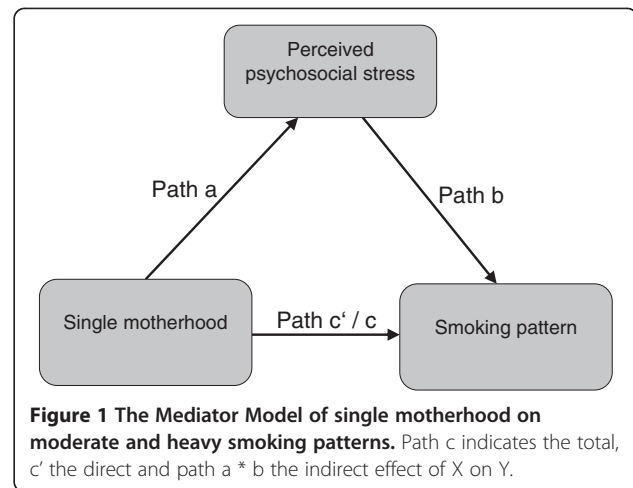 Perceived
psychosocial stress
Path a
Path b
Single motherhood
Path c‘ / c
Smoking pattern
Figure 1 The Mediator Model of single motherhood on
moderate and heavy smoking patterns. Path c indicates the total,
c’ the direct and path a * b the indirect effect of X on Y.